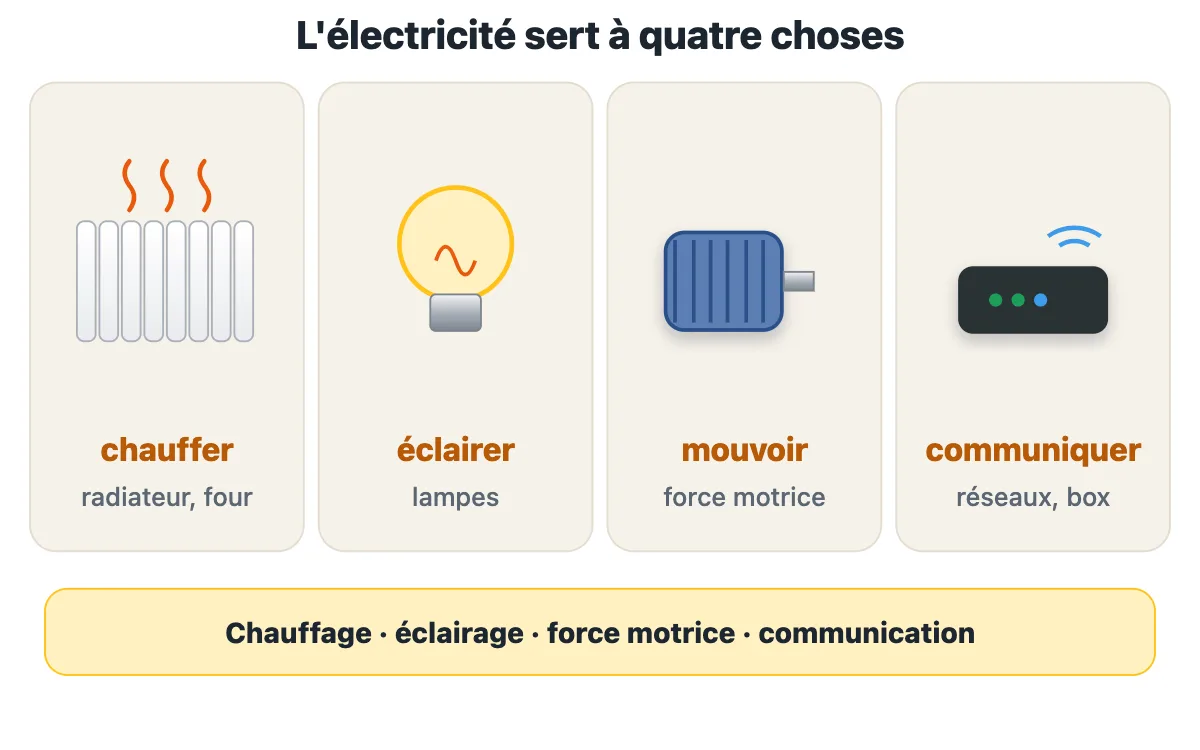 L'électricité sert à quatre choses
chauffer
radiateur, four
éclairer
lampes
mouvoir
force motrice
communiquer
réseaux, box
Chauffage · éclairage · force motrice · communication